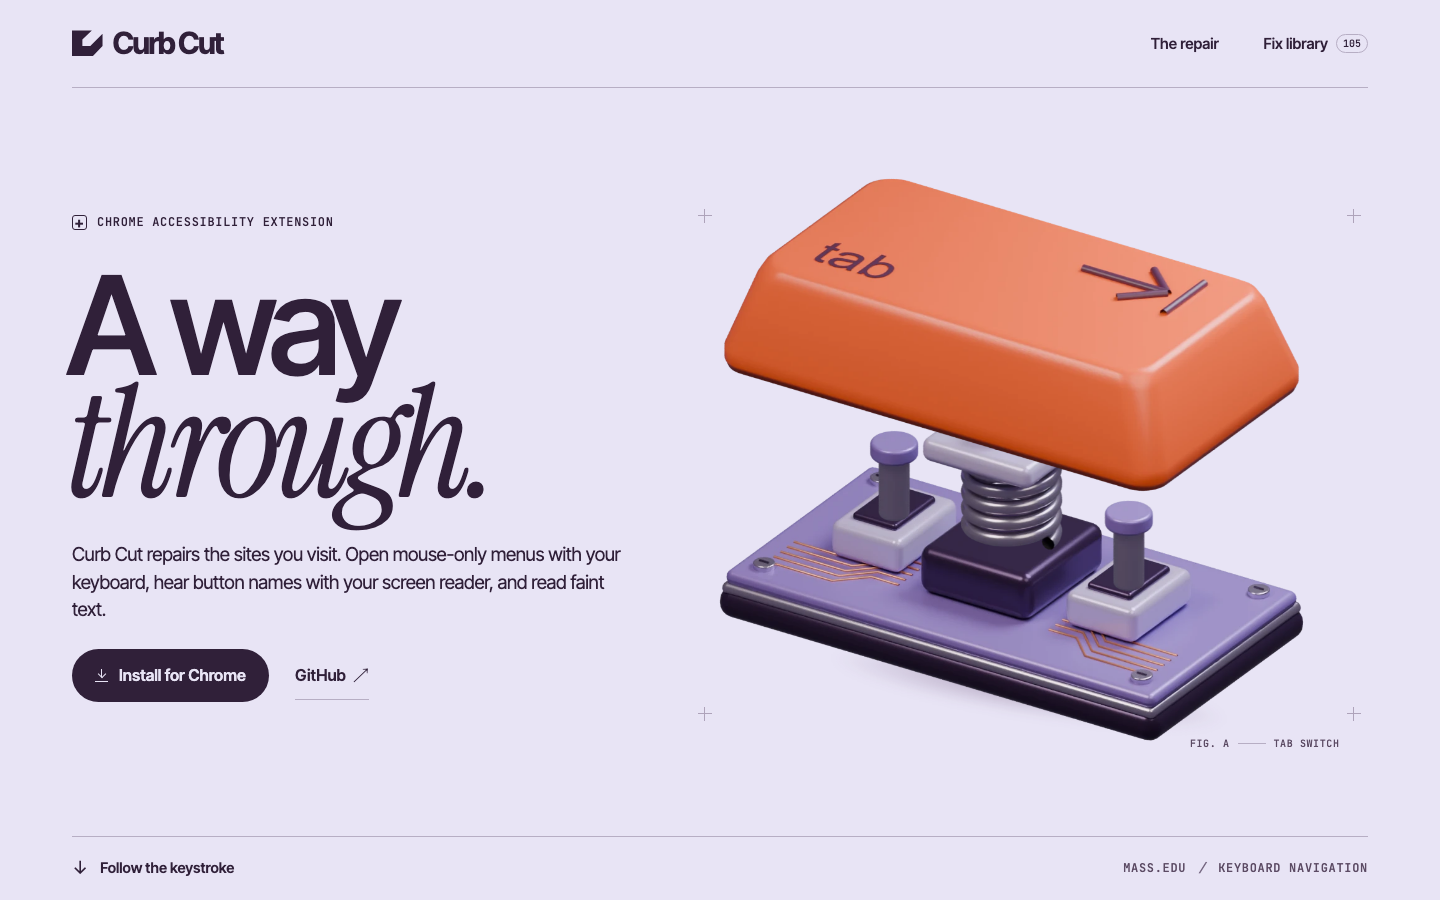 Curb Cut
The repair
Fix library 105
CHROME ACCESSIBILITY EXTENSION
A way
through.
Curb Cut repairs the sites you visit. Open mouse-only menus with your
keyboard, hear button names with your screen reader, and read faint
text.
Install for Chrome
GitHub
tab
FIG. A
TAB SWITCH
Follow the keystroke
MASS.EDU / KEYBOARD NAVIGATION